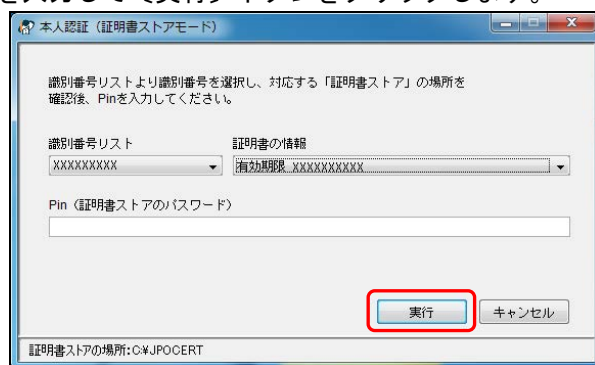 を入力して<実行>ボタンをクリックします。
本人認証（証明書ストアモード）
識別番号リストより識別番号を選択し、対応する「証明書ストア」の場所を
確認後、Pinを入力してください。
識別番号リスト 証明書の情報
XXXXXXXXX 有効期限 XXXXXXXXXX
Pin（証明書ストアのパスワード）
実行 キャンセル
証明書ストアの場所:C:¥JPOCERT